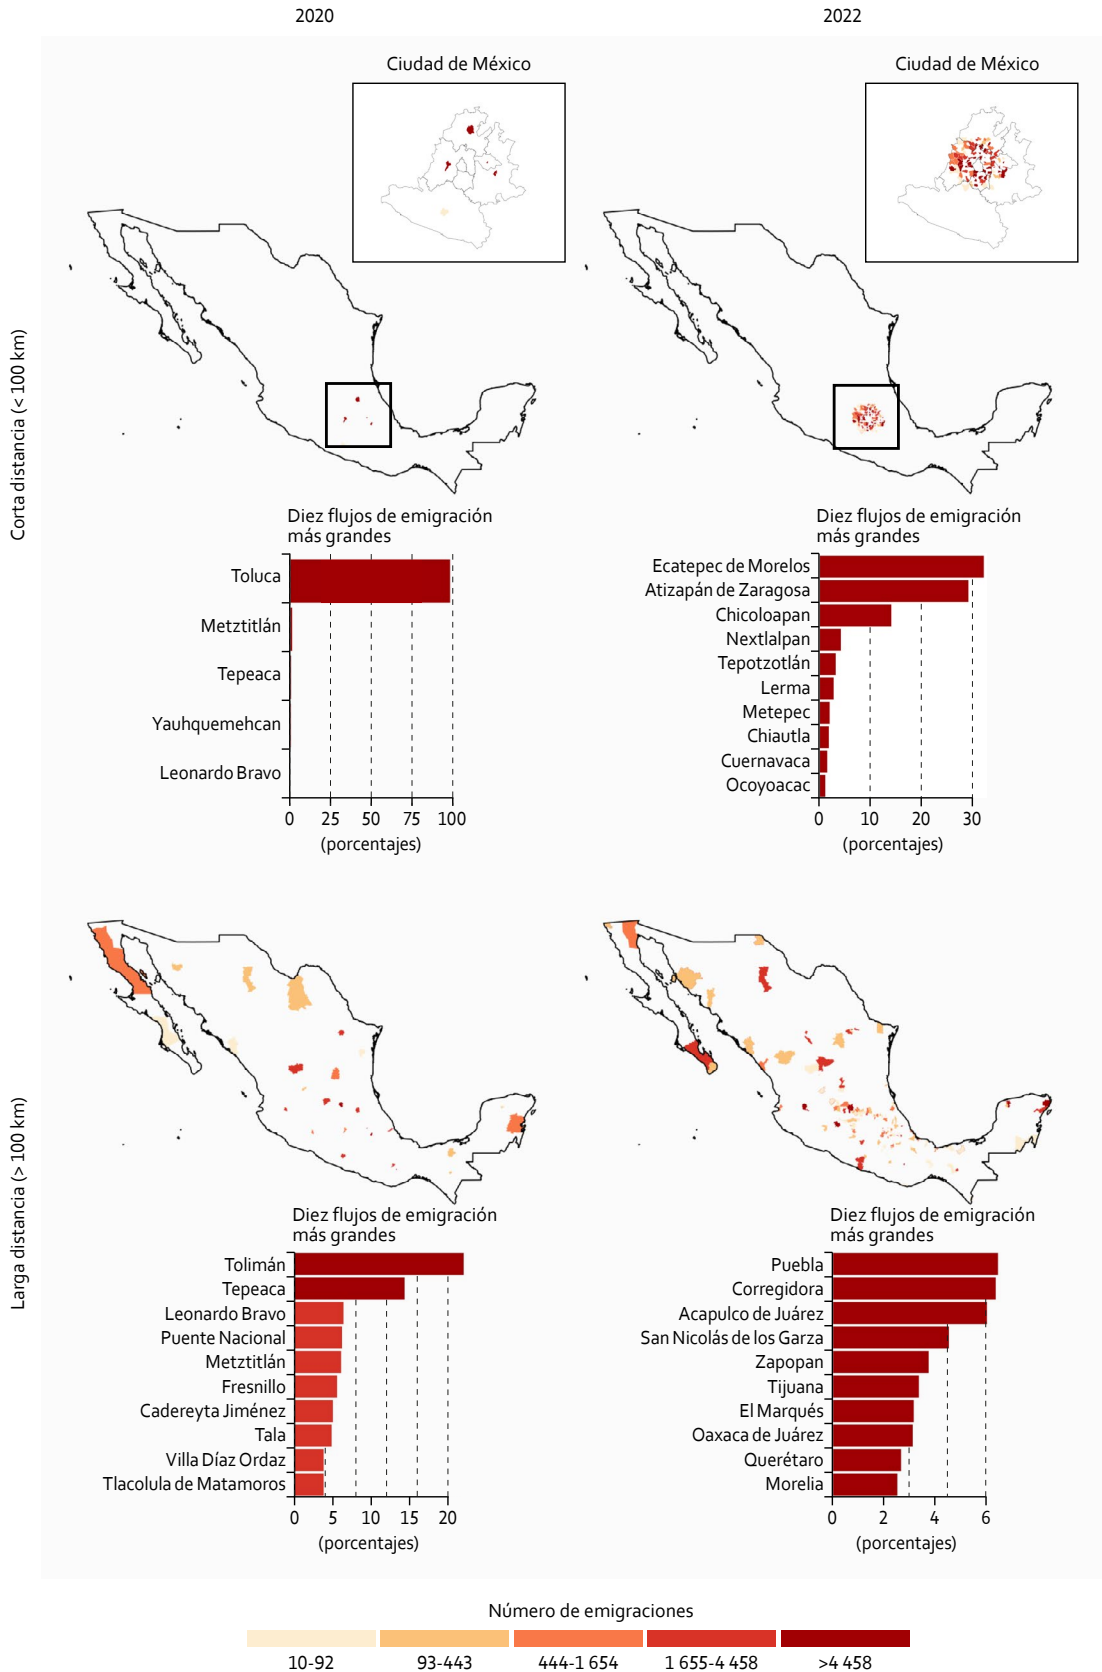 2020
2022
Ciudad de México
Ciudad de México
Corta distancia (< 100 km)
Diez flujos de emigración
más grandes
Toluca
Metztitlán
Tepeaca
Yauhquemehcan
Leonardo Bravo
0 25 50 75 100
(porcentajes)
Diez flujos de emigración
más grandes
Ecatepec de Morelos
Atizapán de Zaragosa
Chicoloapan
Nextlalpan
Tepotzotlán
Lerma
Metepec
Chiautla
Cuernavaca
Ocoyoacac
0 10 20 30
(porcentajes)
Larga distancia (> 100 km)
Diez flujos de emigración
más grandes
Tolimán
Tepeaca
Leonardo Bravo
Puente Nacional
Metztitlán
Fresnillo
Cadereyta Jiménez
Tala
Villa Díaz Ordaz
Tlacolula de Matamoros
0 5 10 15 20
(porcentajes)
Diez flujos de emigración
más grandes
Puebla
Corregidora
Acapulco de Juárez
San Nicolás de los Garza
Zapopan
Tijuana
El Marqués
Oaxaca de Juárez
Querétaro
Morelia
0 2 4 6
(porcentajes)
Número de emigraciones
10-92 93-443 444-1 654 1 655-4 458 >4 458